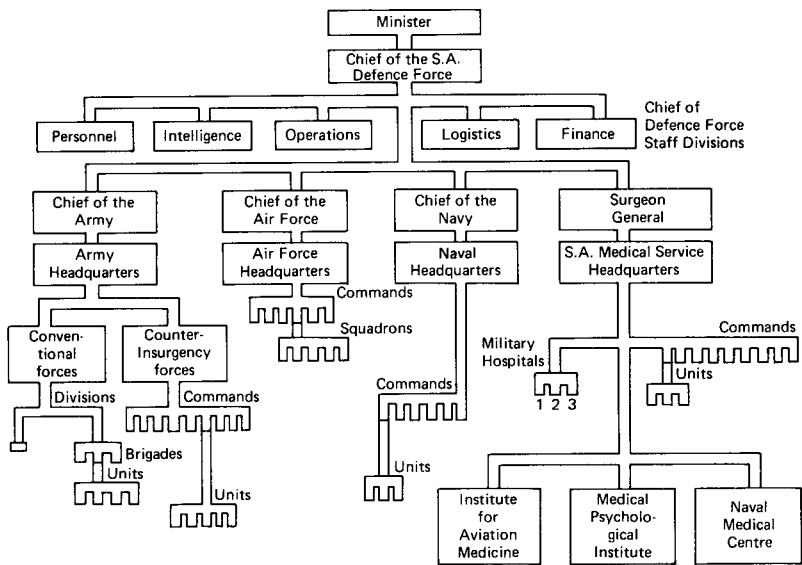 Minister
Chief of the S.A.
Defence Force
Personnel
Intelligence
Operations
Logistics
Finance
Chief of
Defence Force
Staff Divisions
Chief of the
Army
Chief of the
Air Force
Chief of the
Navy
Surgeon
General
Army
Headquarters
Air Force
Headquarters
Naval
Headquarters
S.A. Medical Service
Headquarters
Commands
Squadrons
Conven-
tional
forces
Counter-
Insurgency
forces
Military
Hospitals
1 2 3
Commands
Units
Divisions
Commands
Commands
Brigades
Units
Units
Units
Institute
for
Aviation
Medicine
Medical
Psycholo-
gical
Institute
Naval
Medical
Centre